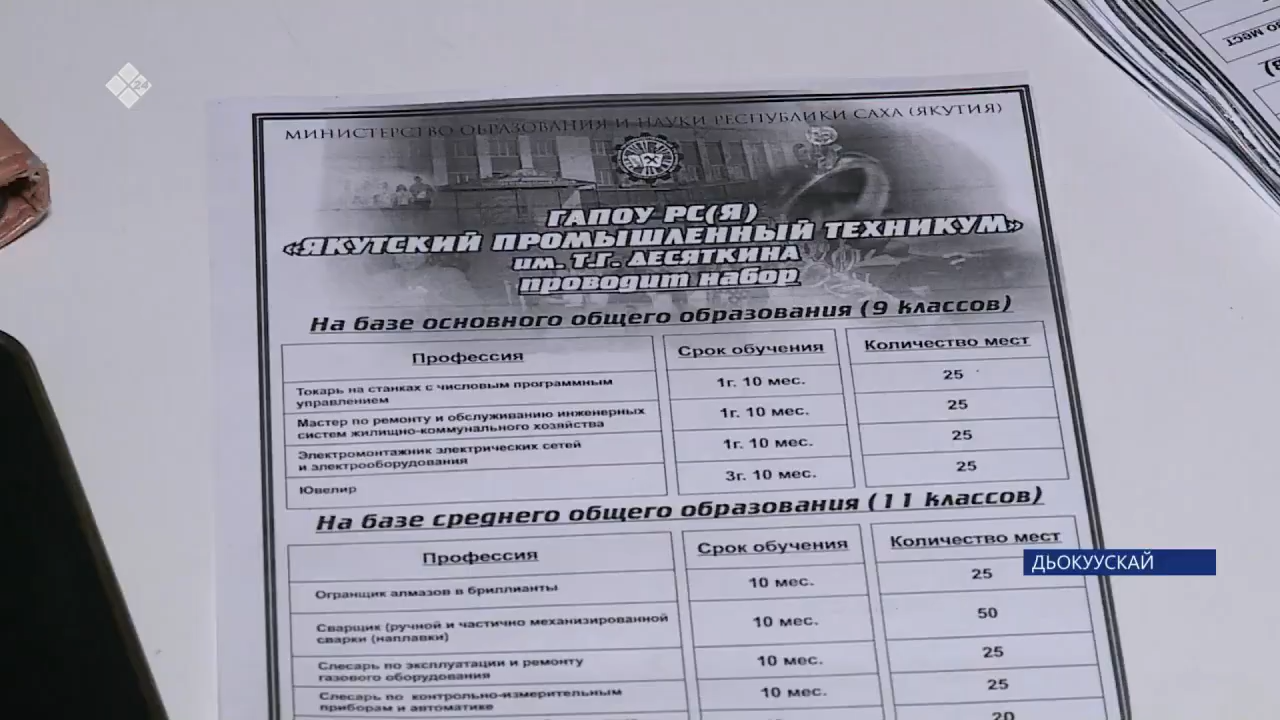 24
МИНИСТЕРСТВО ОБРАЗОВАНИЯ И НАУКИ РЕСПУБЛИКИ САХА (ЯКУТИЯ)
ГАПОУ РС(Я)
«ЯКУТСКИЙ ПРОМЫШЛЕННЫЙ ТЕХНИКУМ»
им. Т.Г. ДЕСЯТКИНА
проводит набор
На базе основного общего образования (9 классов)
Профессия Срок обучения Количество мест
Токарь на станках с числовым программным
управлением 1г. 10 мес. 25
Мастер по ремонту и обслуживанию инженерных
систем жилищно-коммунального хозяйства 1г. 10 мес. 25
Электромонтажник электрических сетей
и электрооборудования 1г. 10 мес. 25
Ювелир 3г. 10 мес. 25
На базе среднего общего образования (11 классов)
Профессия Срок обучения Количество мест
Огранщик алмазов в бриллианты 10 мес. 25
Сварщик (ручной и частично механизированной
сварки (наплавки) 10 мес. 50
Слесарь по эксплуатации и ремонту
газового оборудования 10 мес. 25
Слесарь по контрольно-измерительным
приборам и автоматике 10 мес. 25
20
ДЬОКУУСКАЙ